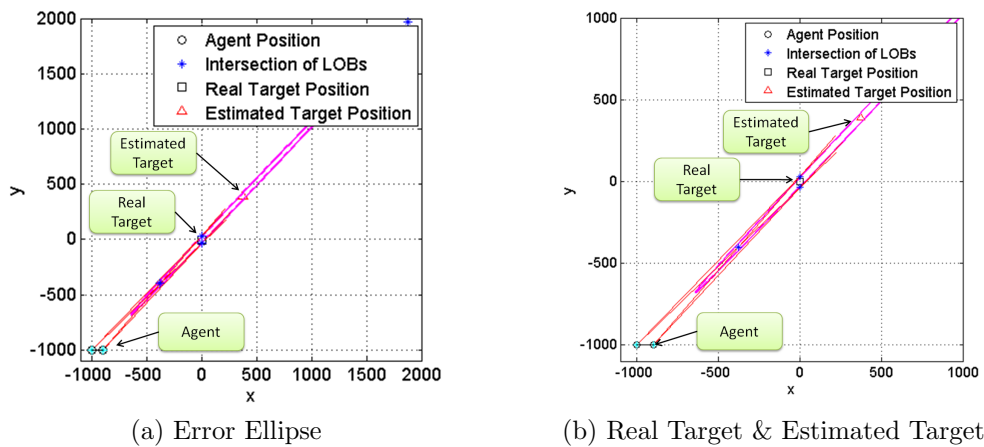 2000
1500
1000
500
0
-500
-1000
y
-1000
-500
0
500
1000
1500
2000
x
Agent Position
Intersection of LOBs
Real Target Position
Estimated Target Position
Estimated
Target
Real
Target
Agent
(a) Error Ellipse
1000
500
0
-500
-1000
y
-1000
-500
0
500
1000
x
Agent Position
Intersection of LOBs
Real Target Position
Estimated Target Position
Estimated
Target
Real
Target
Agent
(b) Real Target & Estimated Target